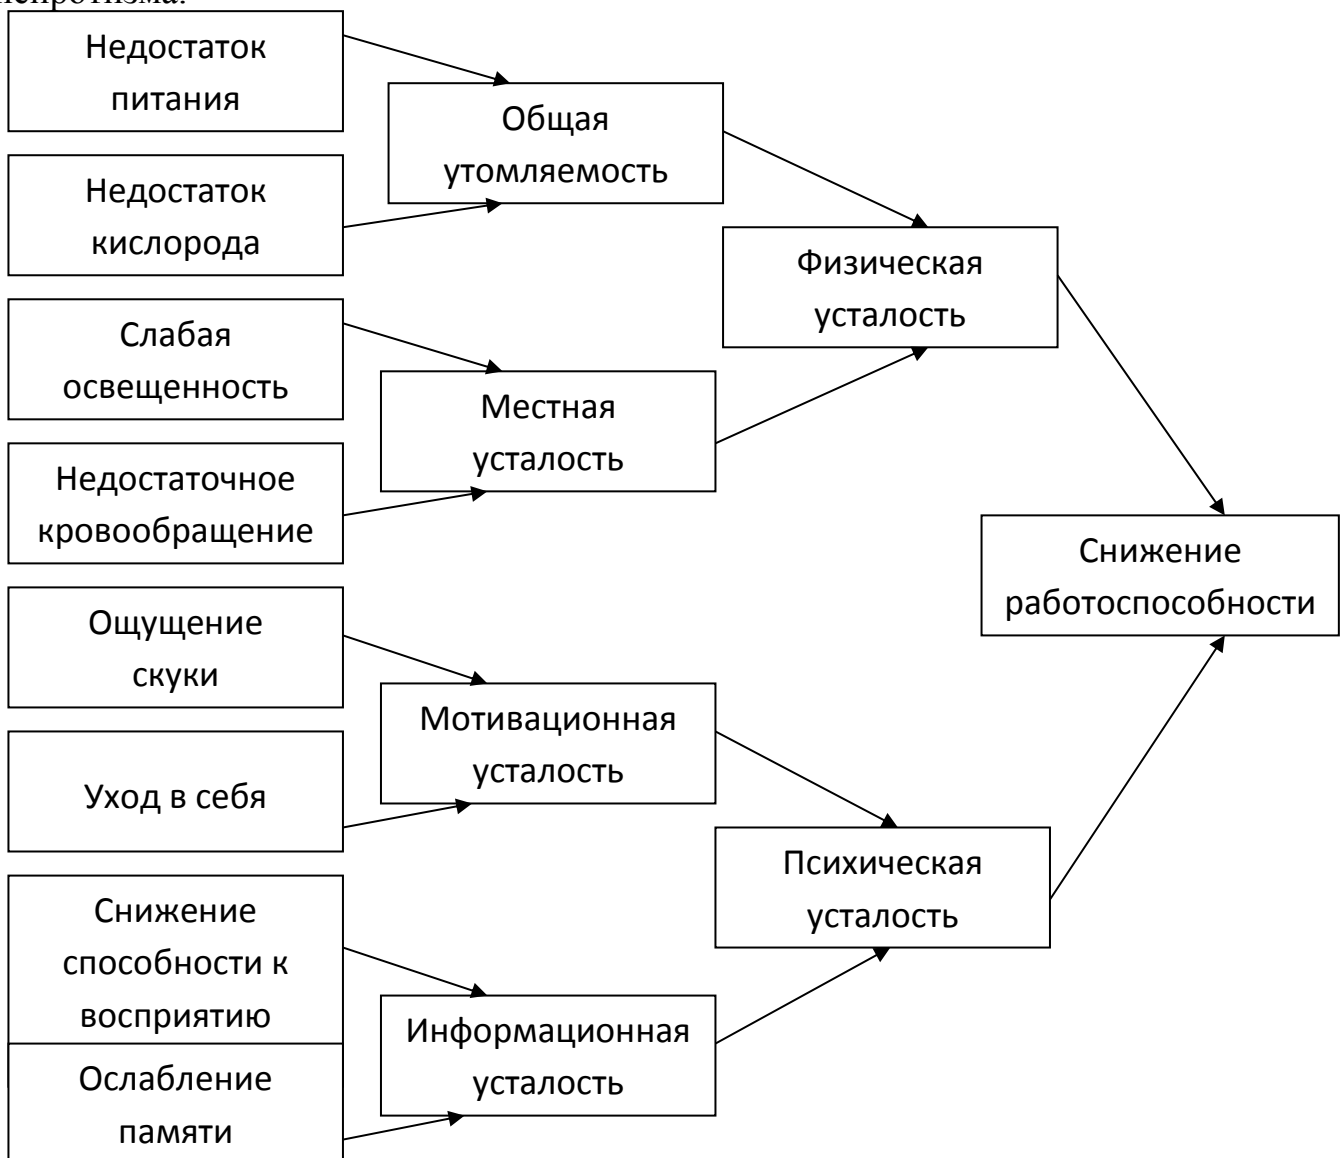 Недостаток
питания
Общая
утомляемость
Недостаток
кислорода
Физическая
усталость
Слабая
освещенность
Местная
усталость
Недостаточное
кровообращение
Снижение
работоспособности
Ощущение
скуки
Мотивационная
усталость
Уход в себя
Психическая
усталость
Снижение
способности к
восприятию
Информационная
усталость
Ослабление
памяти